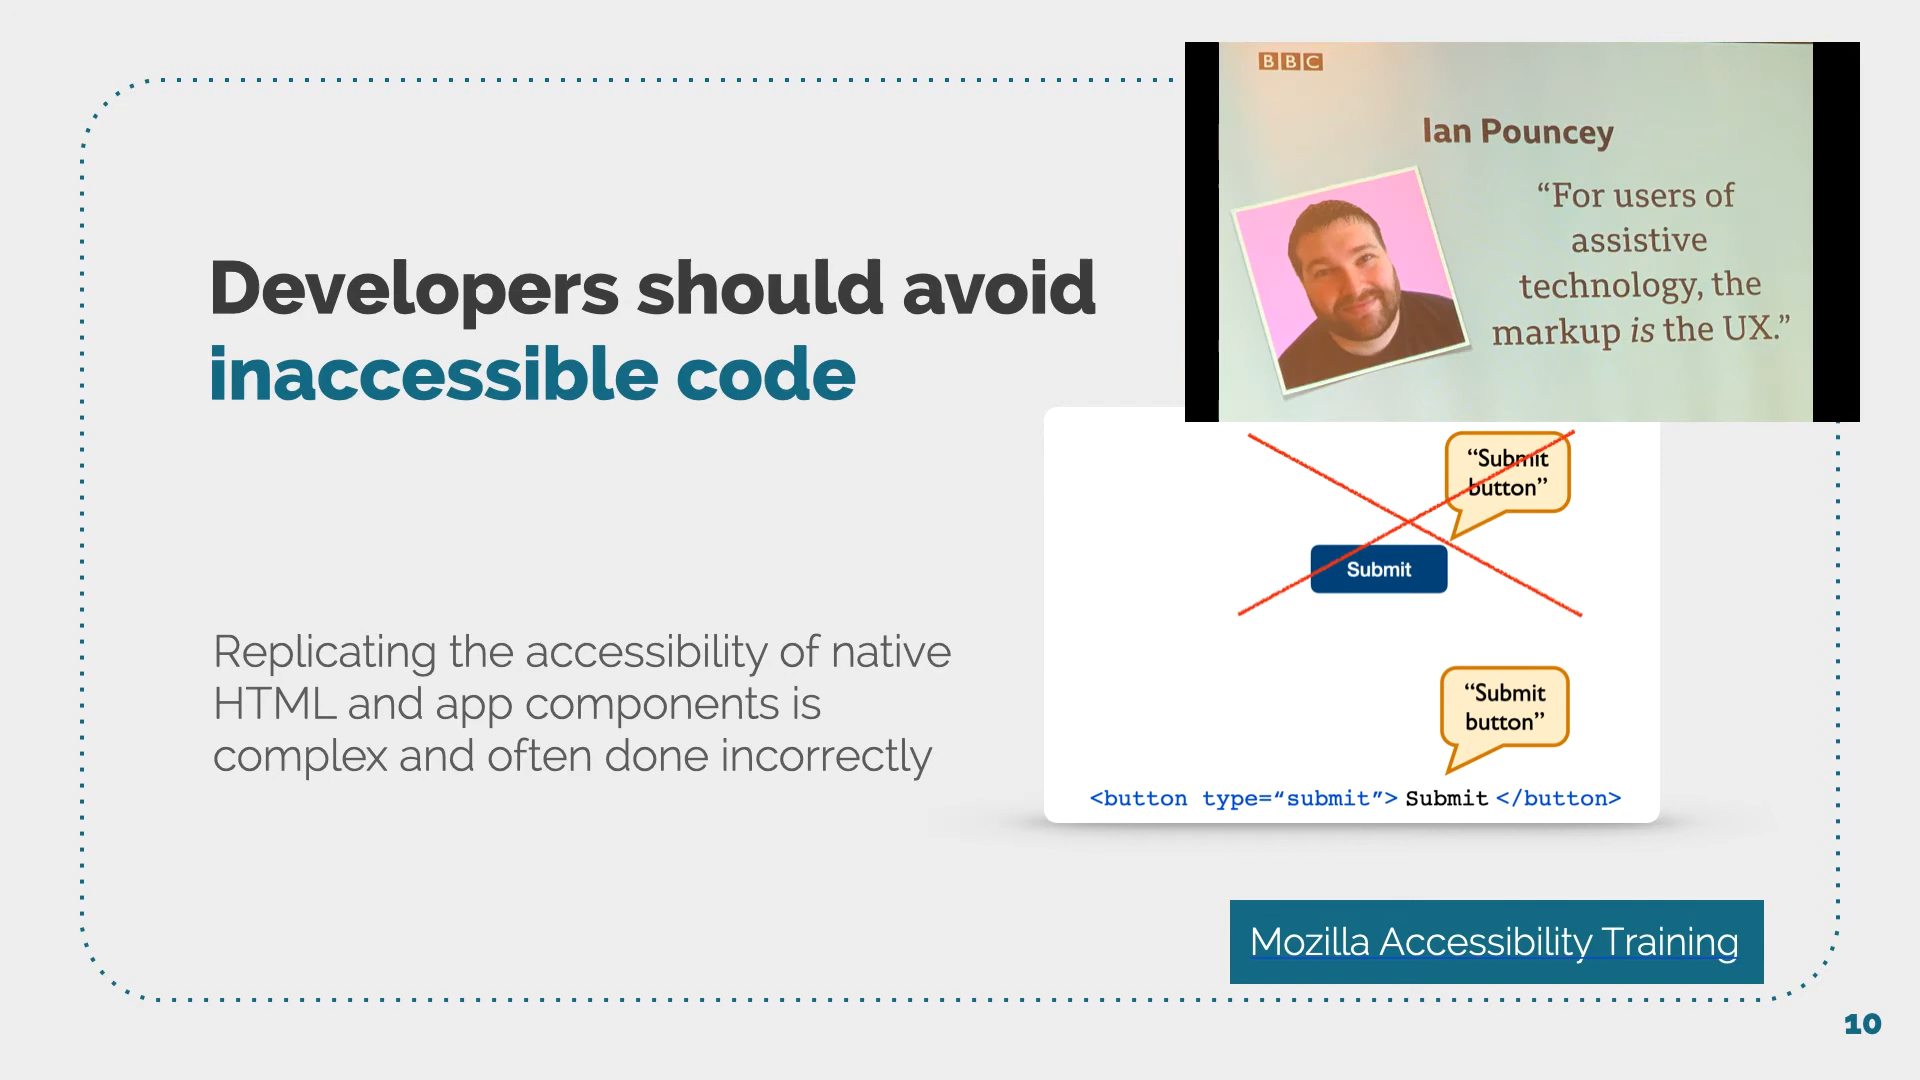 BBC
Ian Pouncey
“For users of
assistive
technology, the
markup is the UX.”
Developers should avoid
inaccessible code
“Submit
button”
Submit
Replicating the accessibility of native
HTML and app components is
complex and often done incorrectly
“Submit
button”
<button type=“submit”> Submit </button>
Mozilla Accessibility Training
10